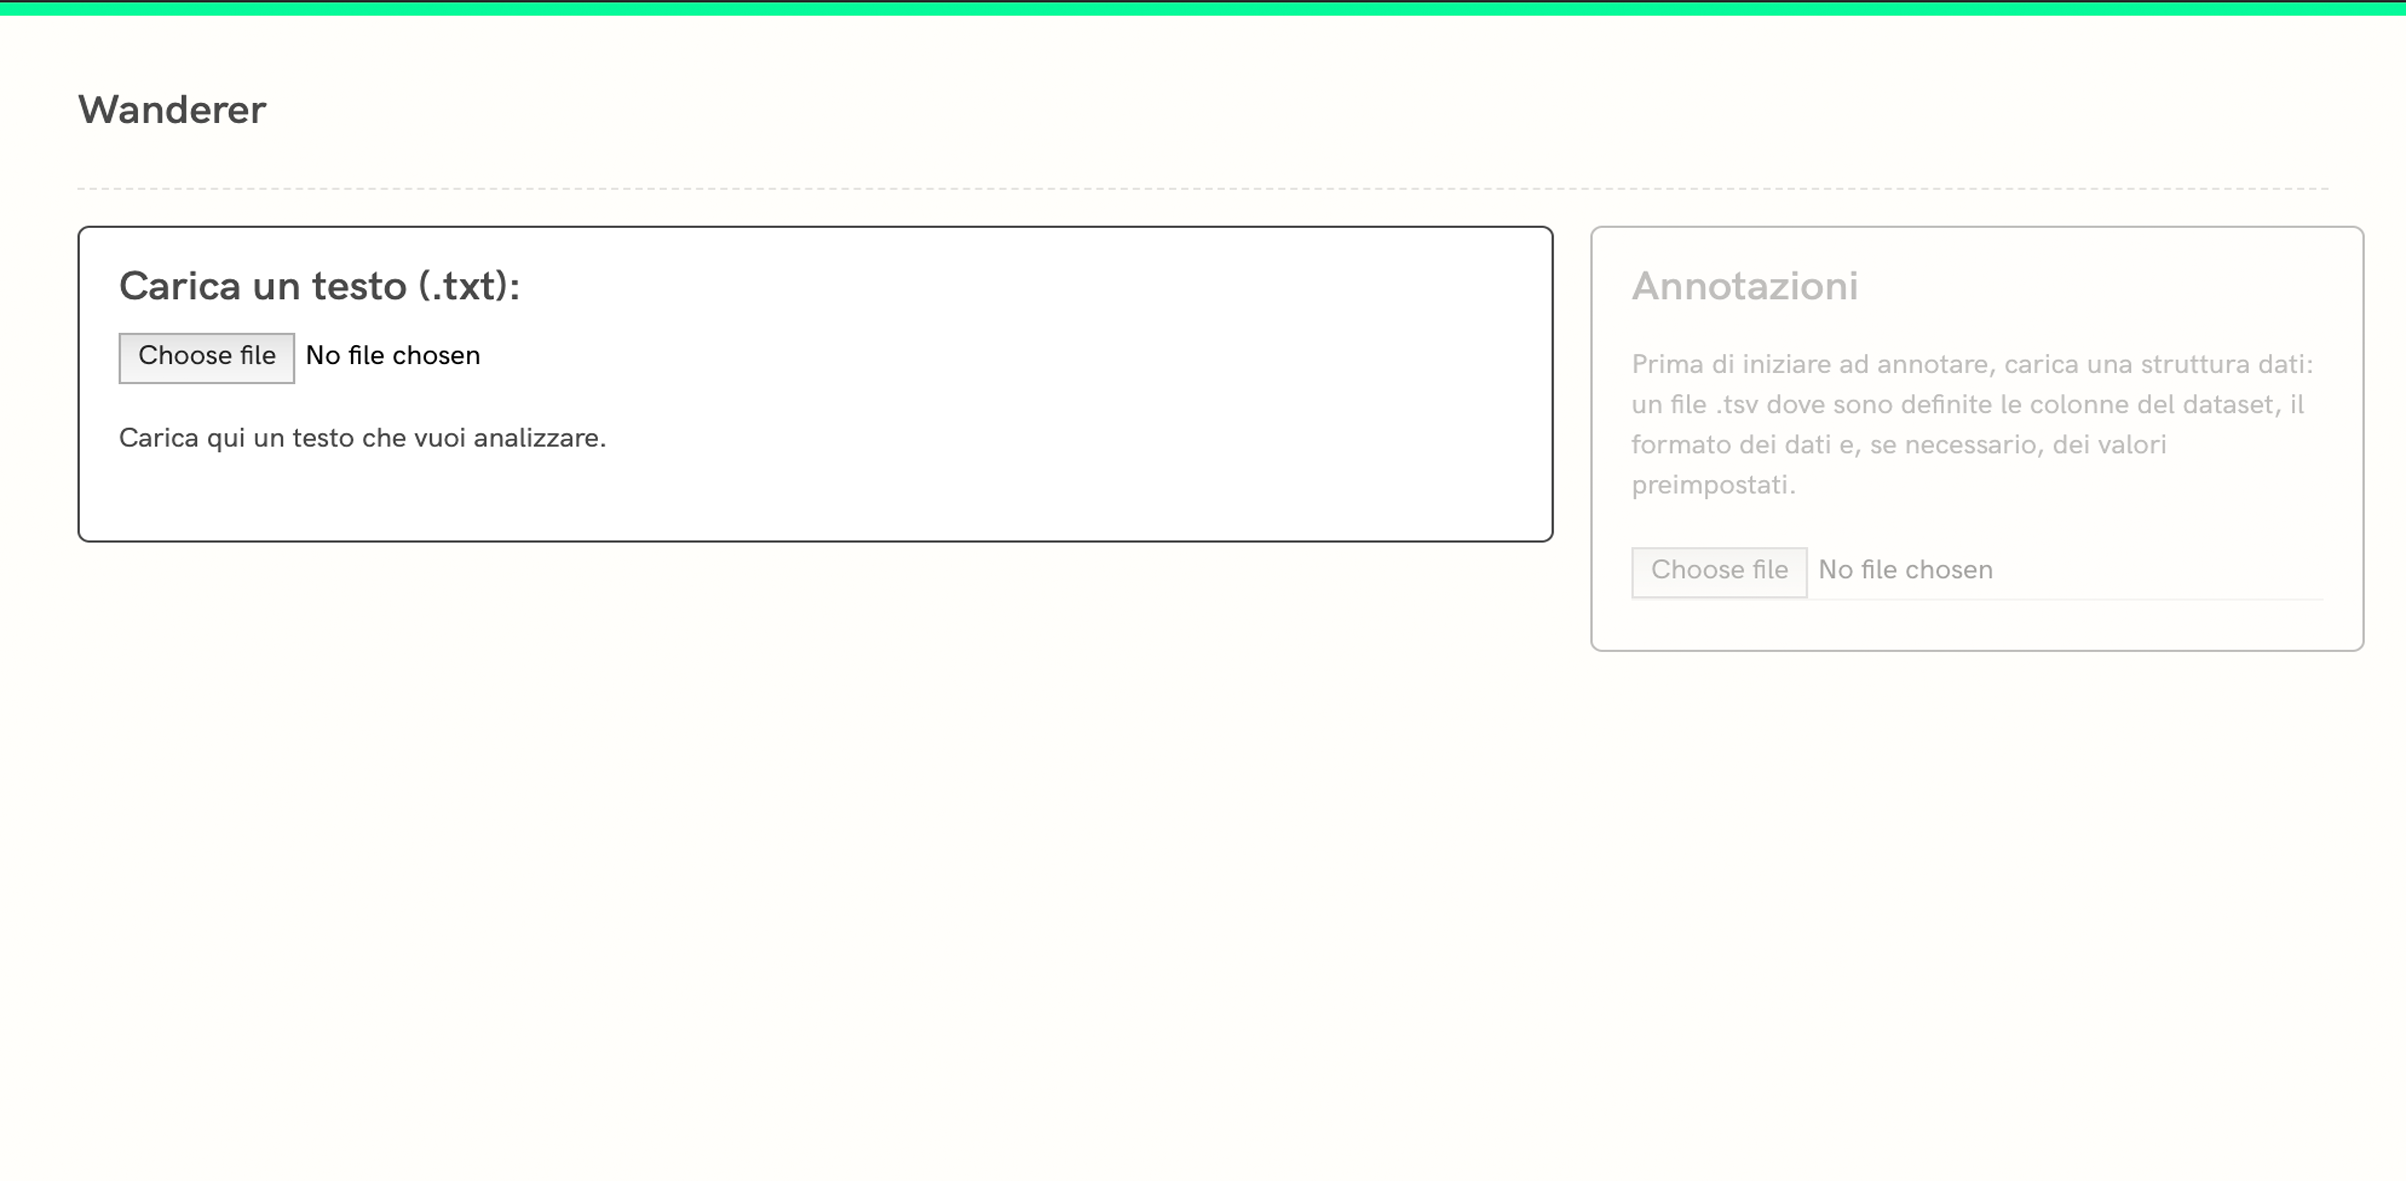 Wanderer
Carica un testo (.txt):
Choose file No file chosen
Carica qui un testo che vuoi analizzare.
Annotazioni
Prima di iniziare ad annotare, carica una struttura dati:
un file .tsv dove sono definite le colonne del dataset, il
formato dei dati e, se necessario, dei valori
preimpostati.
Choose file No file chosen